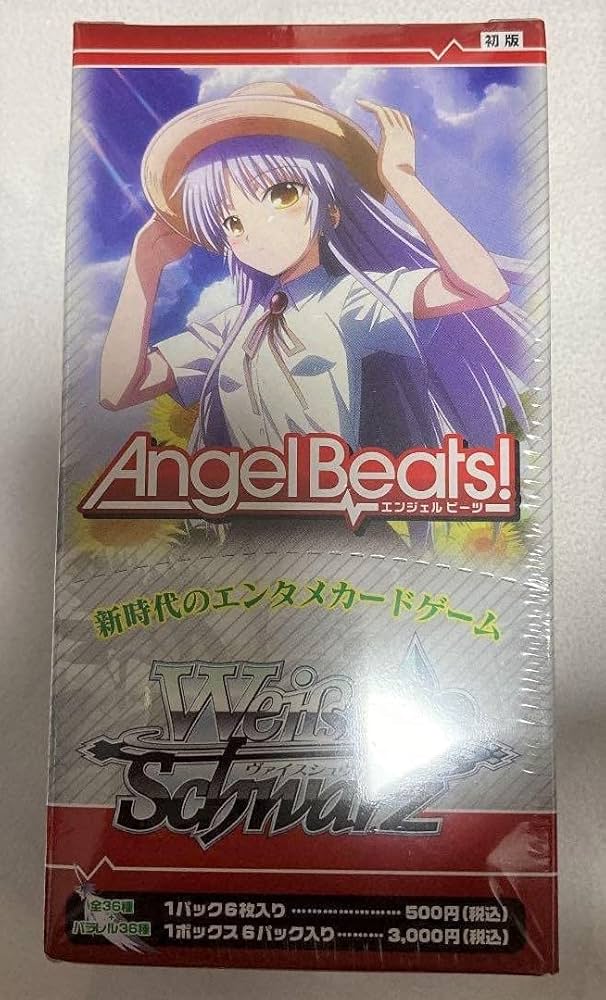 初版
Angel Beats!
エンジェル ビーツ
新時代のエンタメカードゲーム
Weiß
ヴァイスシュ
Schwarz
全36種
+
パラレル36種
1パック6枚入り …………………… 500円(税込)
1ボックス6パック入り ……… 3,000円(税込)